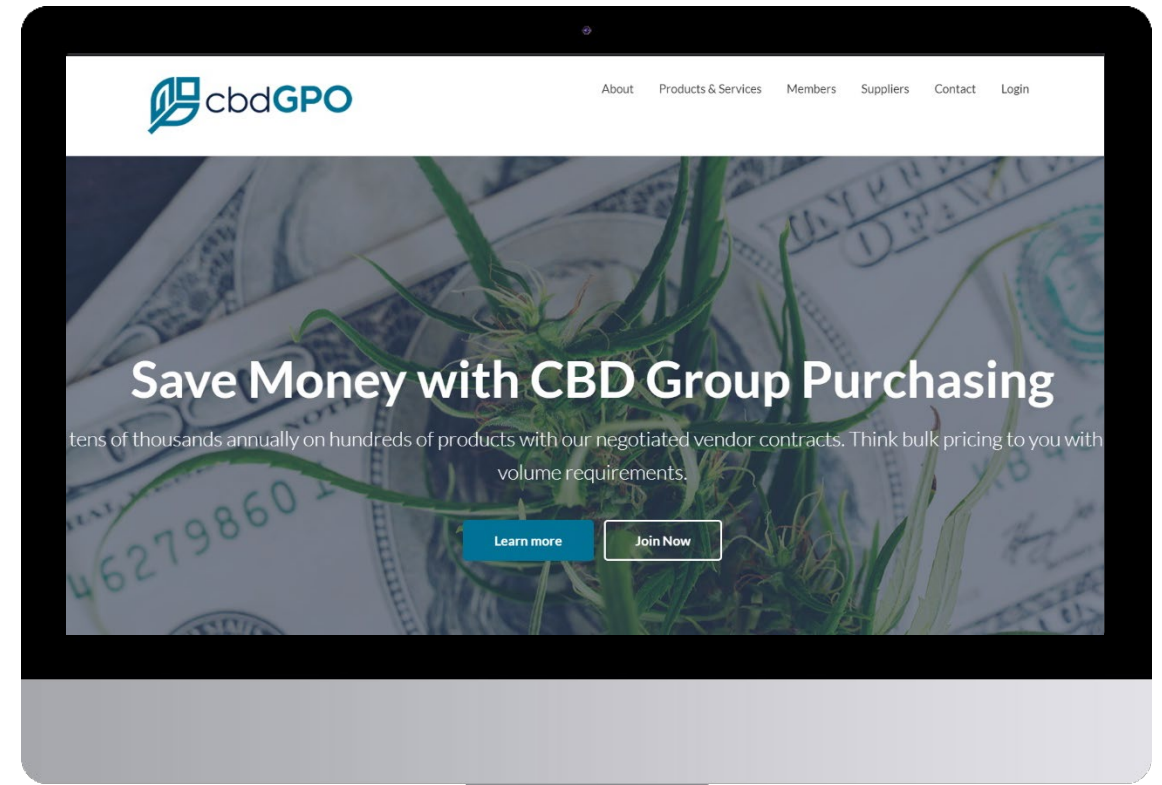 cbdGPO
About Products & Services Members Suppliers Contact Login
Save Money with CBD Group Purchasing
tens of thousands annually on hundreds of products with our negotiated vendor contracts. Think bulk pricing to you with
volume requirements.
Learn more Join Now
46279860